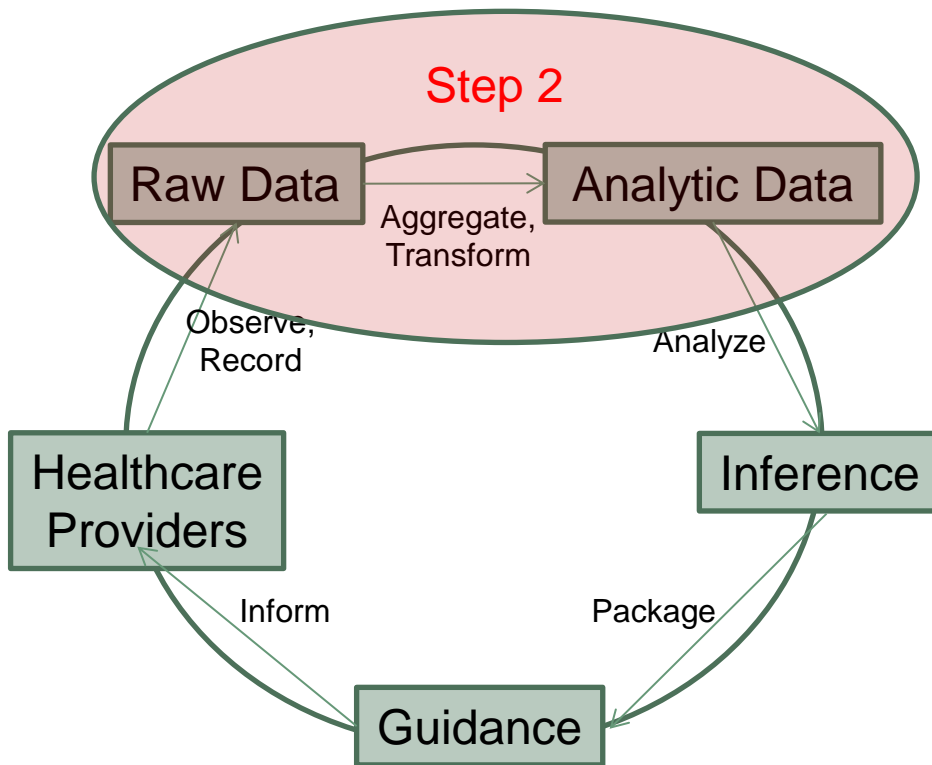 Step 2
Raw Data
Analytic Data
Aggregate,
Transform
Observe,
Record
Analyze
Healthcare
Providers
Inference
Inform
Package
Guidance